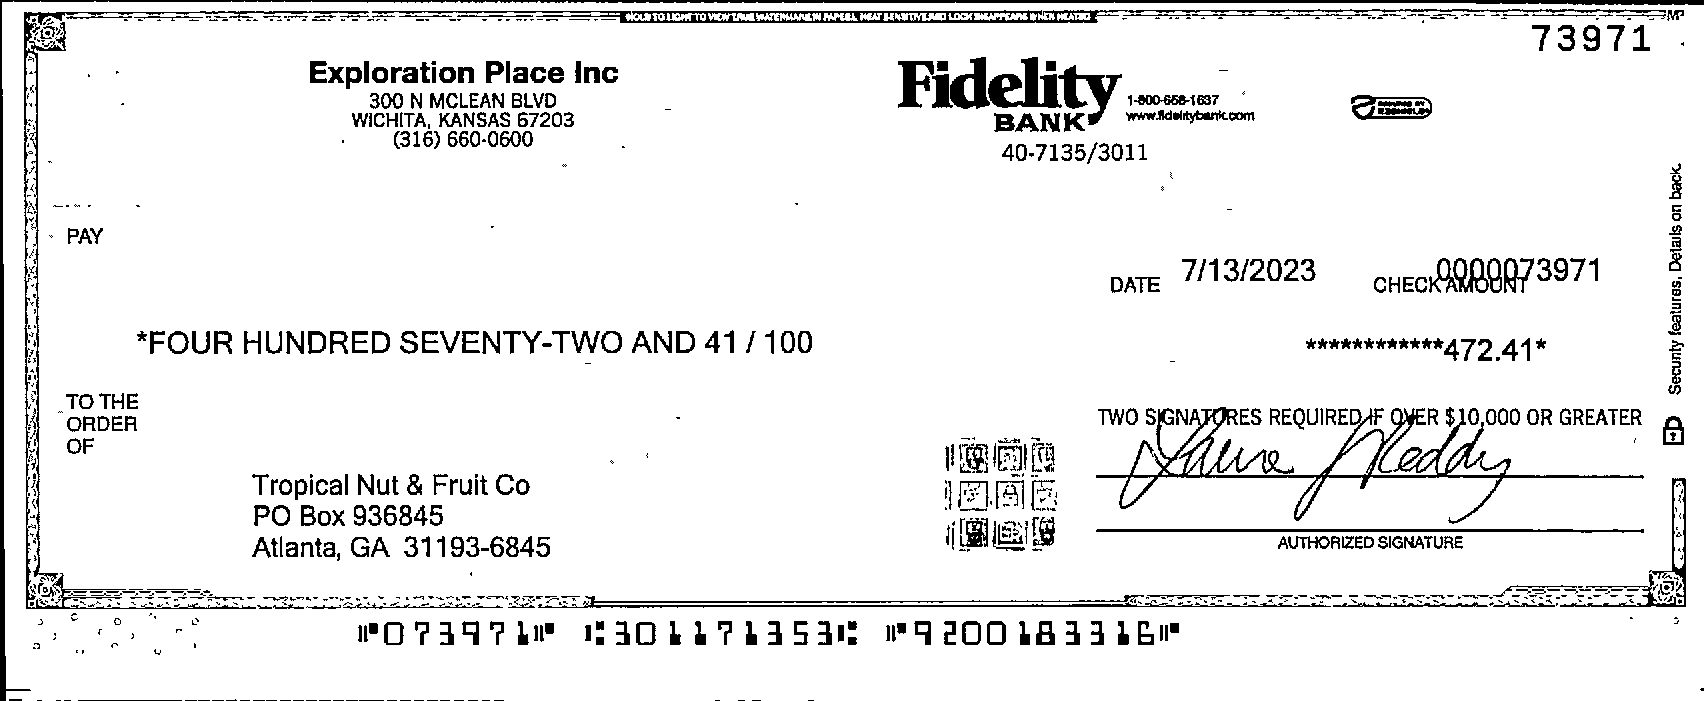 HOLD TO LIGHT TO VIEW TRUE WATERMARK IN PAPER. HEAT SENSITIVE RED LOCK DISAPPEARS WHEN HEATED
73971
Exploration Place Inc
300 N MCLEAN BLVD
WICHITA, KANSAS 67203
(316) 660-0600
Fidelity
BANK
1-800-658-1637
www.fidelitybank.com
40-7135/3011
PAY
DATE 7/13/2023
0000073971
CHECK AMOUNT
*FOUR HUNDRED SEVENTY-TWO AND 41 / 100
************472.41*
TO THE
ORDER
OF
TWO SIGNATURES REQUIRED IF OVER $10,000 OR GREATER
Tropical Nut & Fruit Co
PO Box 936845
Atlanta, GA 31193-6845
AUTHORIZED SIGNATURE
Security features. Details on back.
⑈073971⑈ ⑆301171353⑆ ⑈9200183316⑈